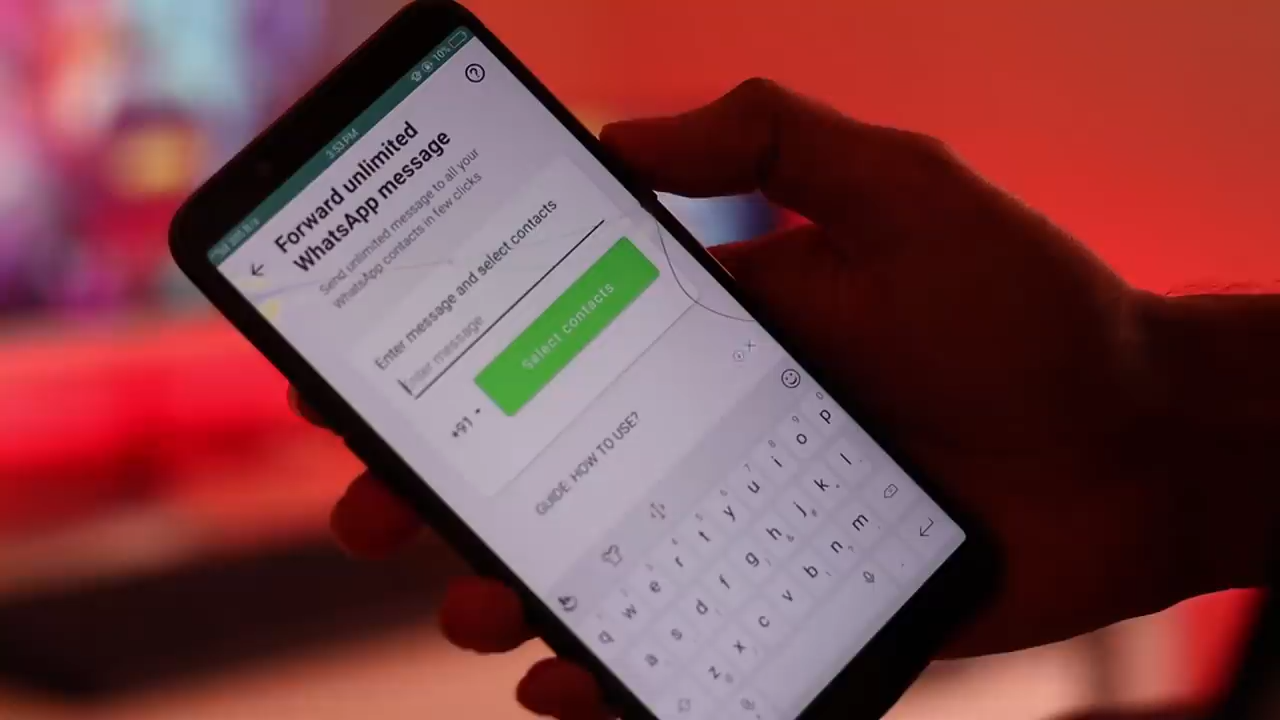 3:53 PM
70%
Forward unlimited
WhatsApp message
Send unlimited message to all your
WhatsApp contacts in few clicks
Enter message and select contacts
Enter message
+91
Select contacts
GUIDE: HOW TO USE?
q w e r t y u i o p
a s d f g h j k l
z x c v b n m